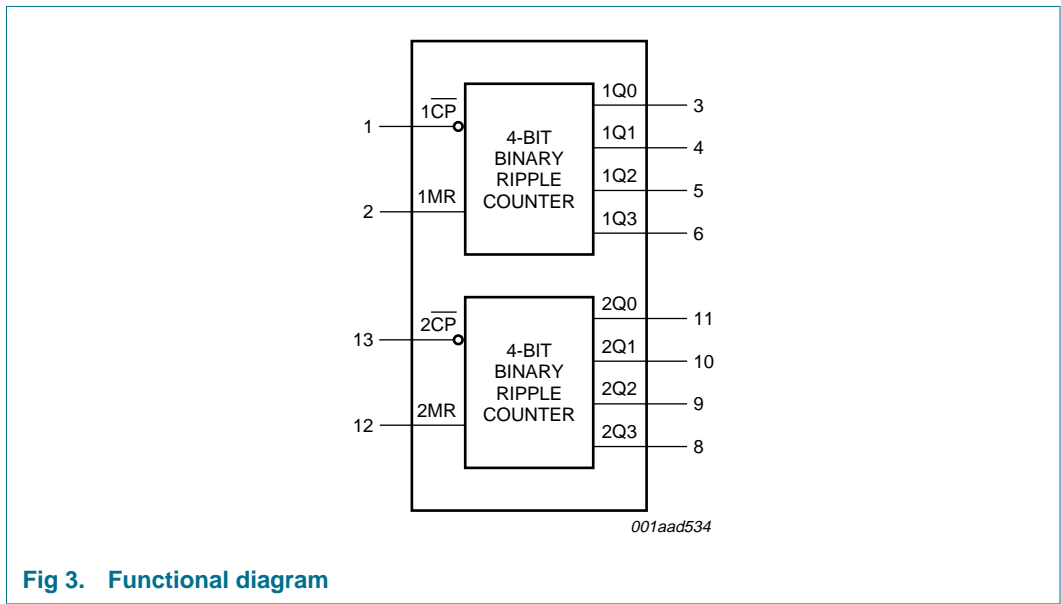 1CP
1
1MR
2
4-BIT
BINARY
RIPPLE
COUNTER
1Q0
3
1Q1
4
1Q2
5
1Q3
6
2CP
13
2MR
12
4-BIT
BINARY
RIPPLE
COUNTER
2Q0
11
2Q1
10
2Q2
9
2Q3
8
001aad534
Fig 3. Functional diagram